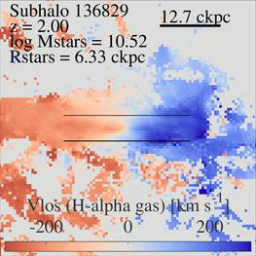 Subhalo 136829
z = 2.00
log Mstars = 10.52
Rstars = 6.33 ckpc
12.7 ckpc
Vlos (H-alpha gas) [km s⁻¹]
-200 0 200